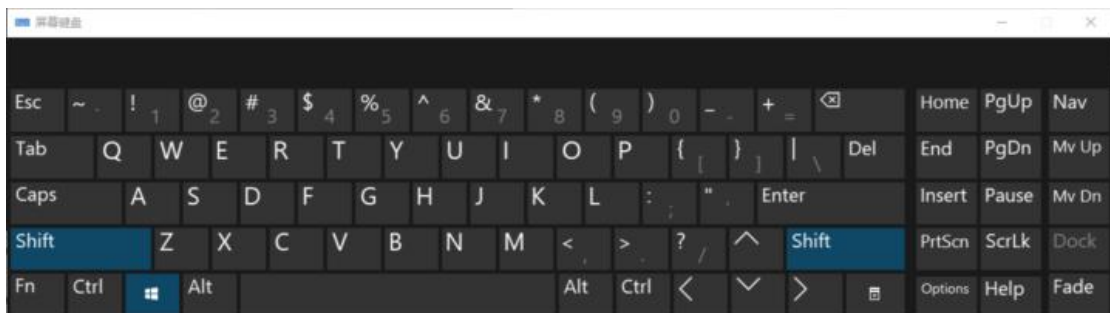 屏幕键盘
Esc ~ ` ! 1 @ 2 # 3 $ 4 % 5 ^ 6 & 7 * 8 ( 9 ) 0 _ - + = Home PgUp Nav
Tab Q W E R T Y U I O P { [ } ] | \ Del End PgDn Mv Up
Caps A S D F G H J K L : ; " ' Enter Insert Pause Mv Dn
Shift Z X C V B N M < , > . ? / Shift PrtScn ScrLk Dock
Fn Ctrl Alt Alt Ctrl Options Help Fade